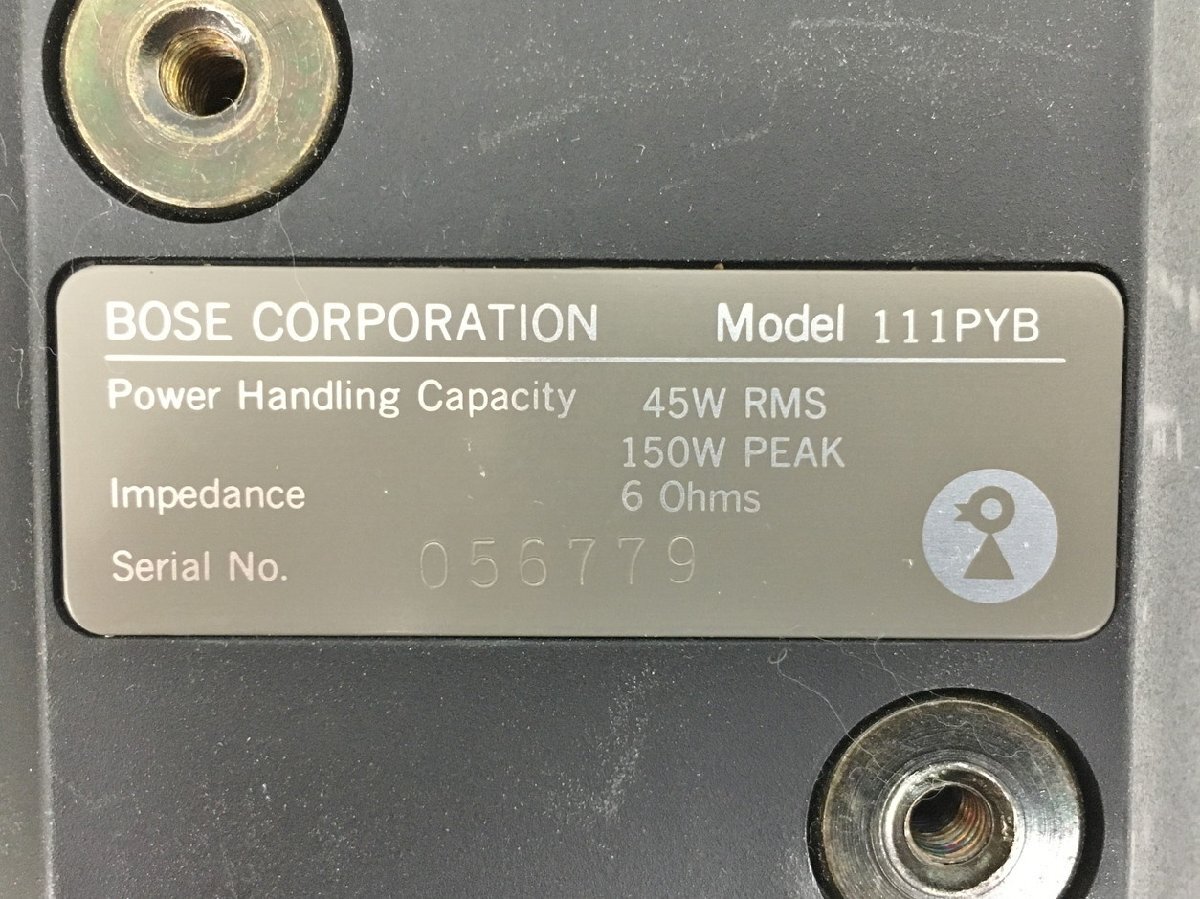 BOSE CORPORATION Model 111PYB
Power Handling Capacity 45W RMS
150W PEAK
Impedance 6 Ohms
Serial No. 056779